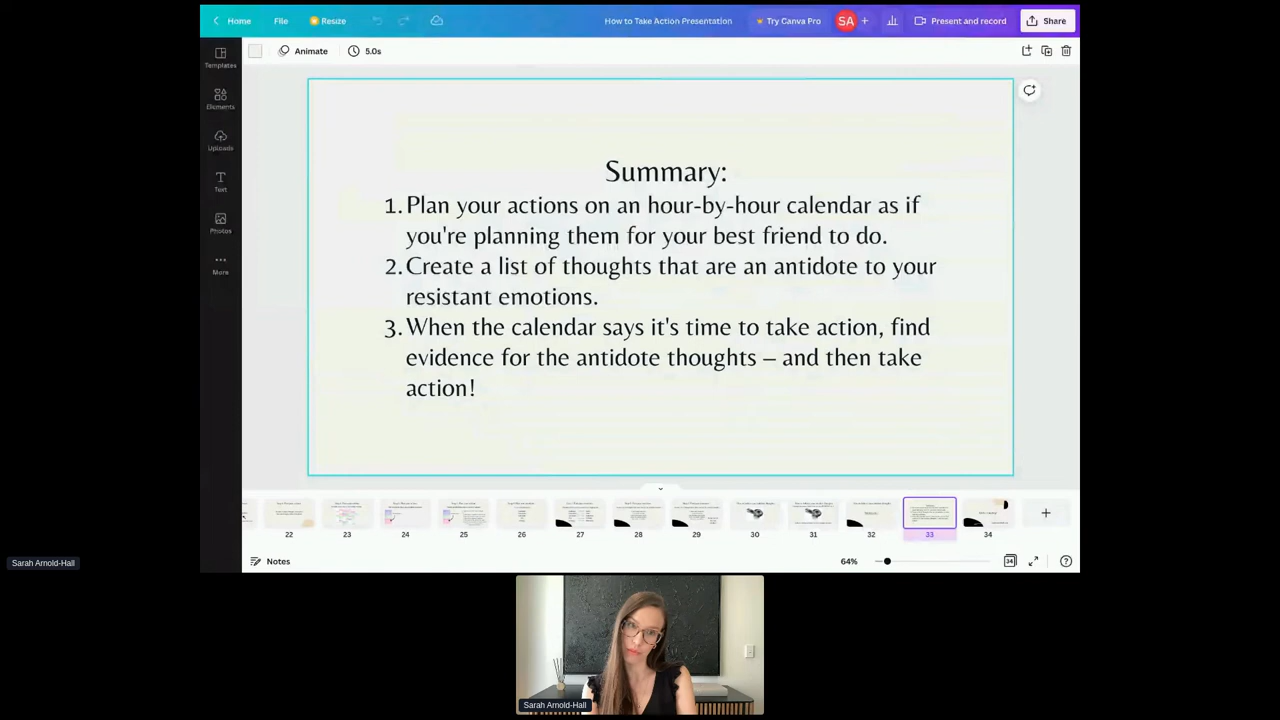 Home File Resize How to Take Action Presentation Try Canva Pro SA + Present and record Share
Animate 5.0s
Templates
Elements
Uploads
Text
Photos
More
Summary:
1. Plan your actions on an hour-by-hour calendar as if
you're planning them for your best friend to do.
2. Create a list of thoughts that are an antidote to your
resistant emotions.
3. When the calendar says it's time to take action, find
evidence for the antidote thoughts – and then take
action!
22 23 24 25 26 27 28 29 30 31 32 33 34
Notes 64% 34
Sarah Arnold-Hall
Sarah Arnold-Hall